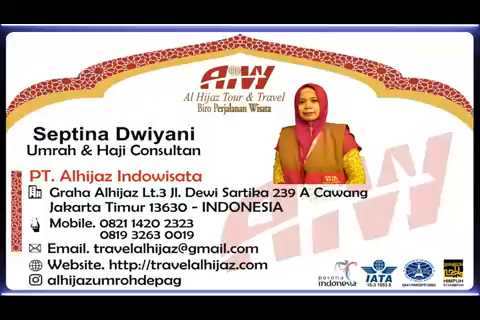 AIW
Al Hijaz Tour & Travel
Biro Perjalanan Wisata
Septina Dwiyani
Umrah & Haji Consultan
PT. Alhijaz Indowisata
Graha Alhijaz Lt.3 Jl. Dewi Sartika 239 A Cawang
Jakarta Timur 13630 - INDONESIA
Mobile. 0821 1420 2323
0819 3263 0019
Email. travelalhijaz@gmail.com
Website. http://travelalhijaz.com
alhijazumrohdepag
pesona
indonesia
IATA
HIMPUH